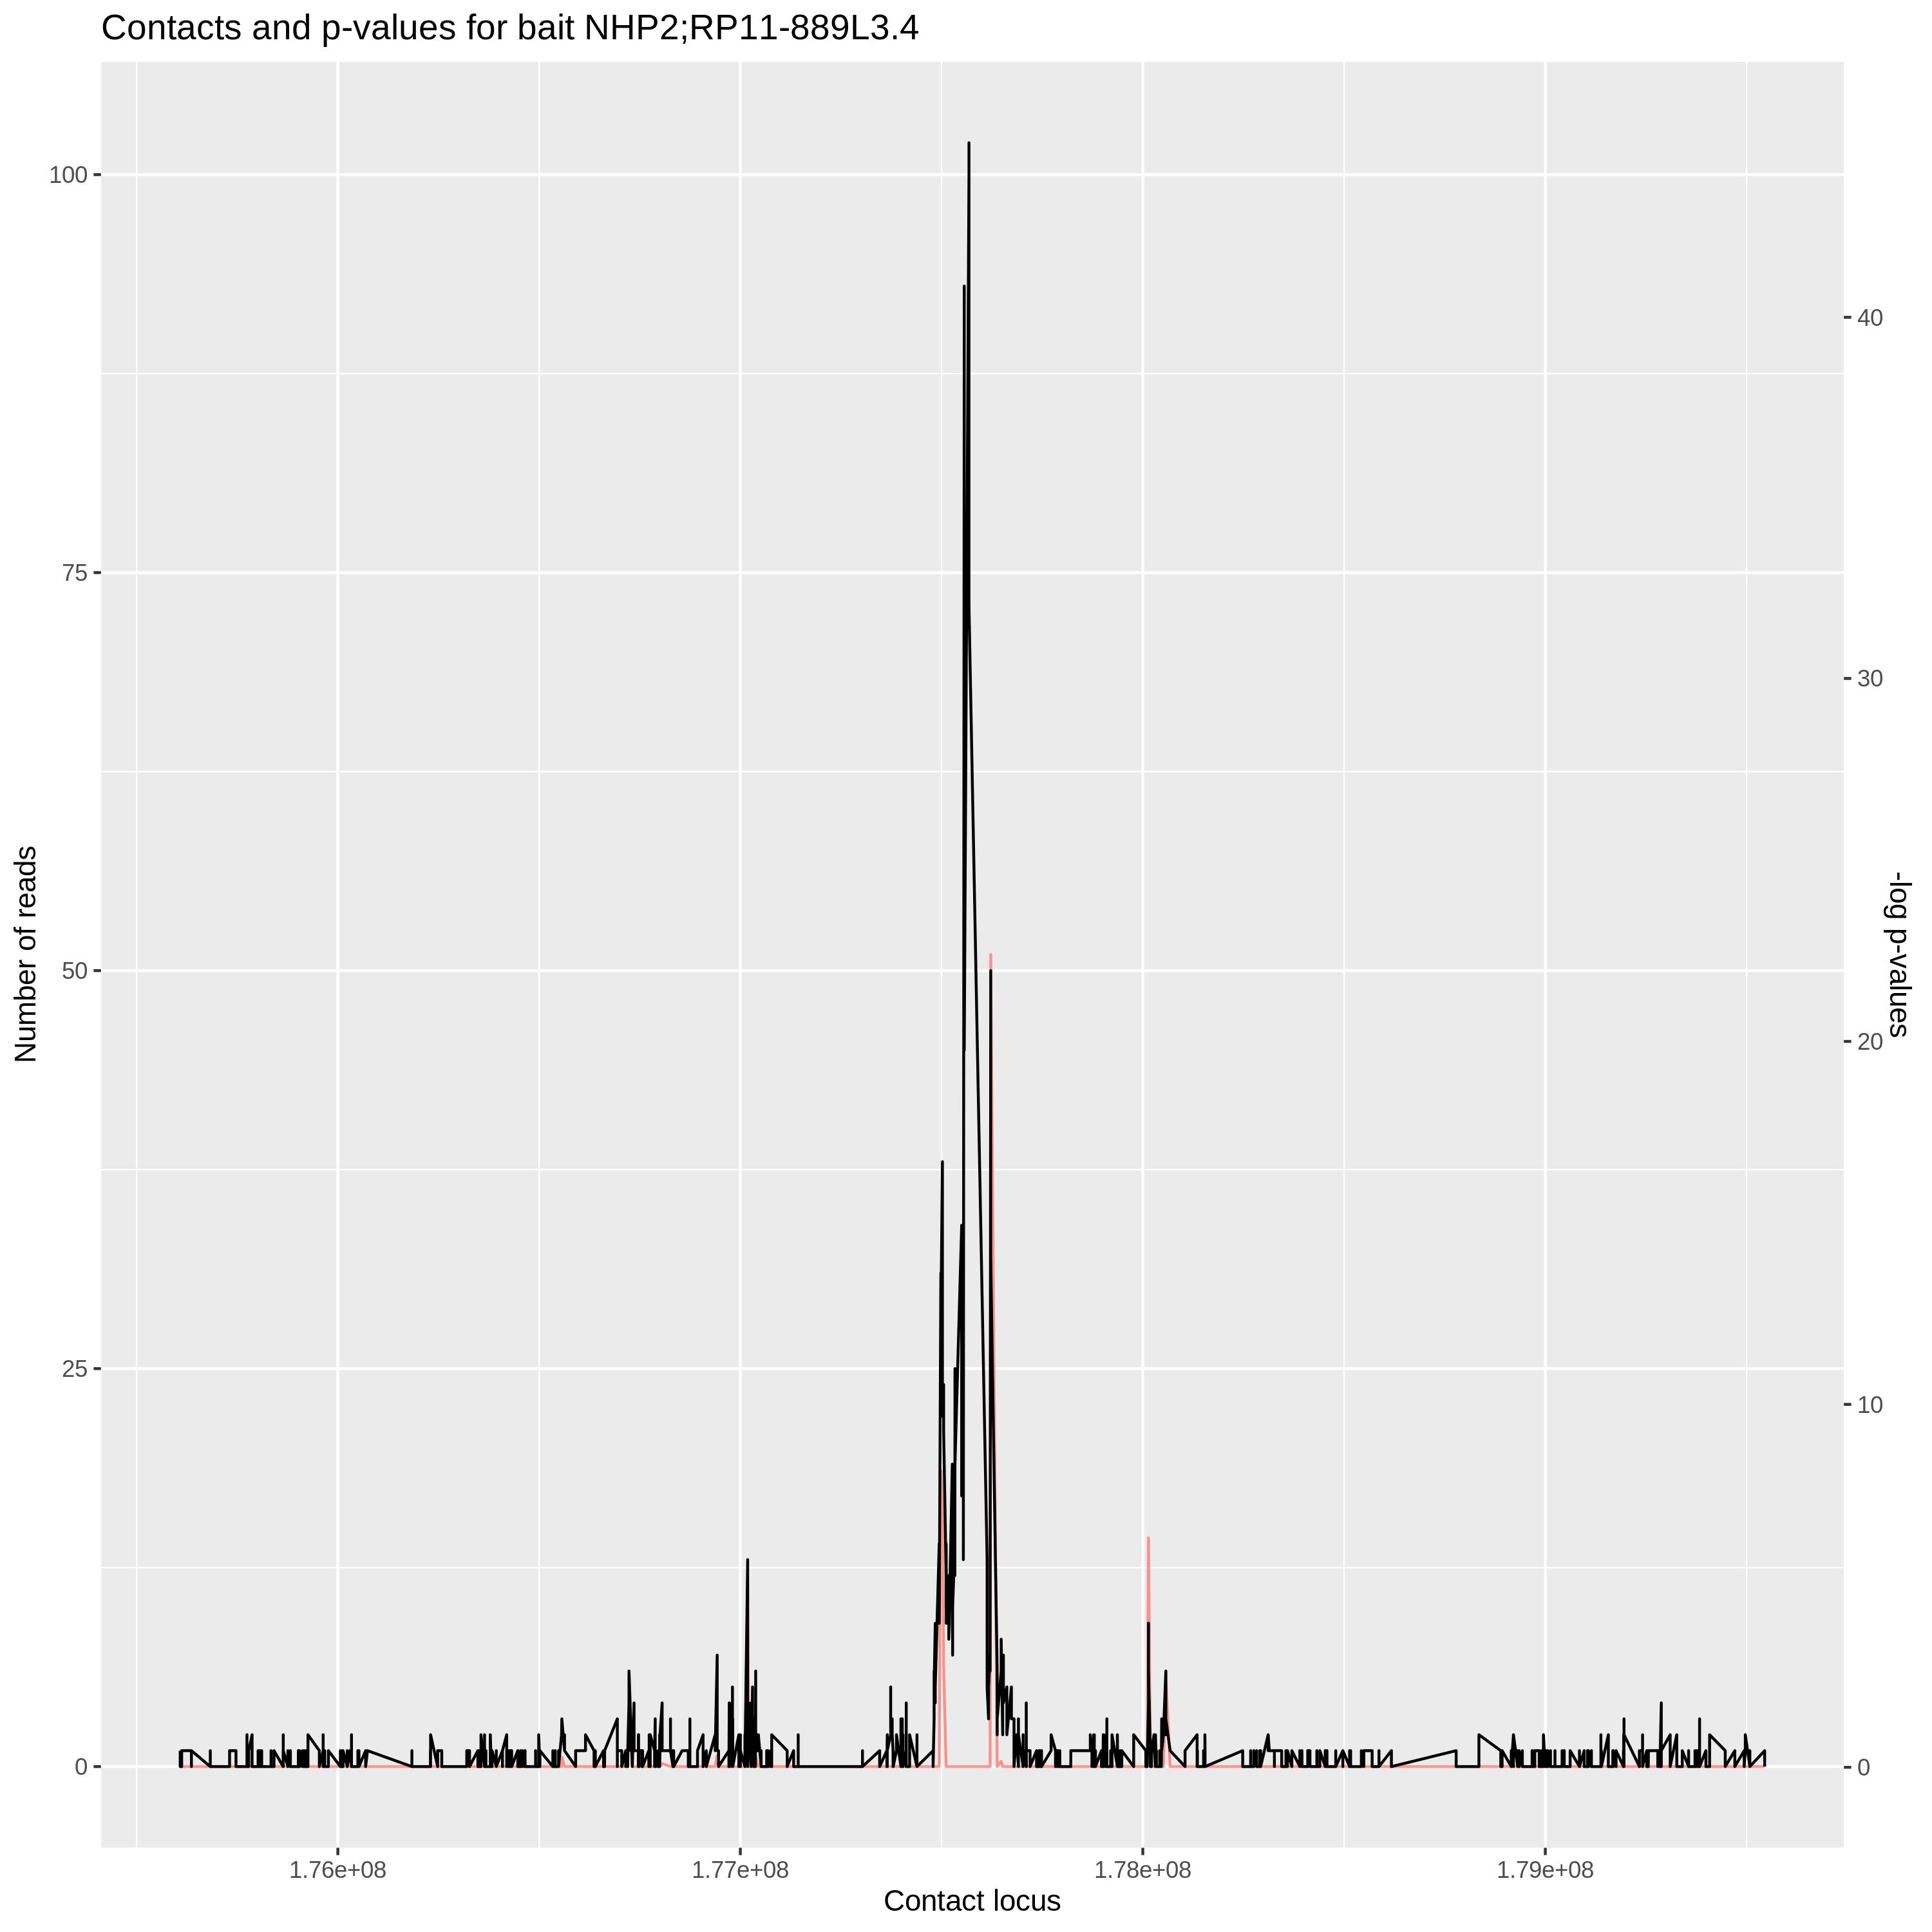 Contacts and p-values for bait NHP2;RP11-889L3.4
100
75
50
25
0
Number of reads
40
30
20
10
0
-log p-values
1.76e+08
1.77e+08
1.78e+08
1.79e+08
Contact locus